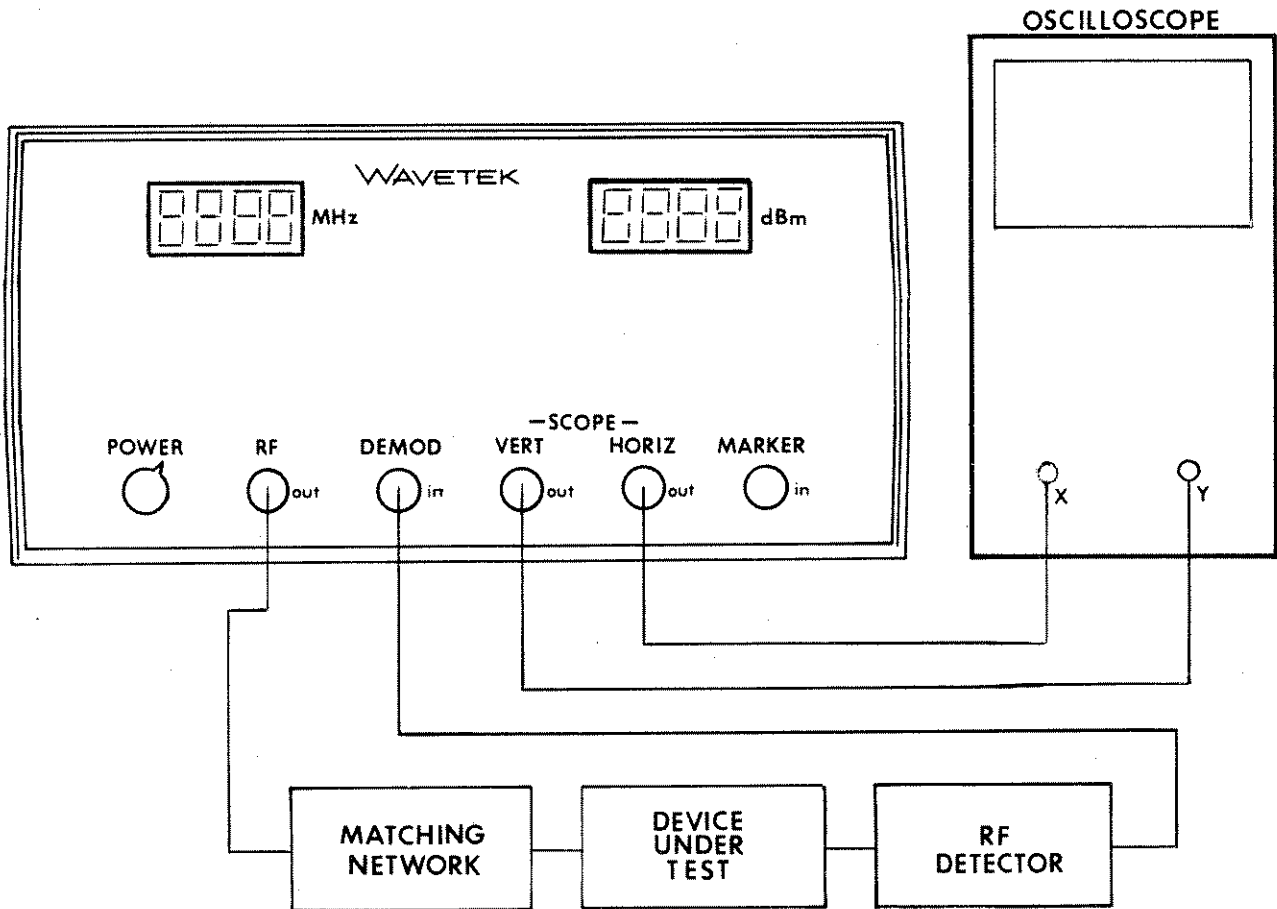 OSCILLOSCOPE
WAVETEK
MHz
dBm
—SCOPE—
POWER
RF
DEMOD
VERT
HORIZ
MARKER
out
in
out
out
in
X
Y
MATCHING
NETWORK
DEVICE
UNDER
TEST
RF
DETECTOR